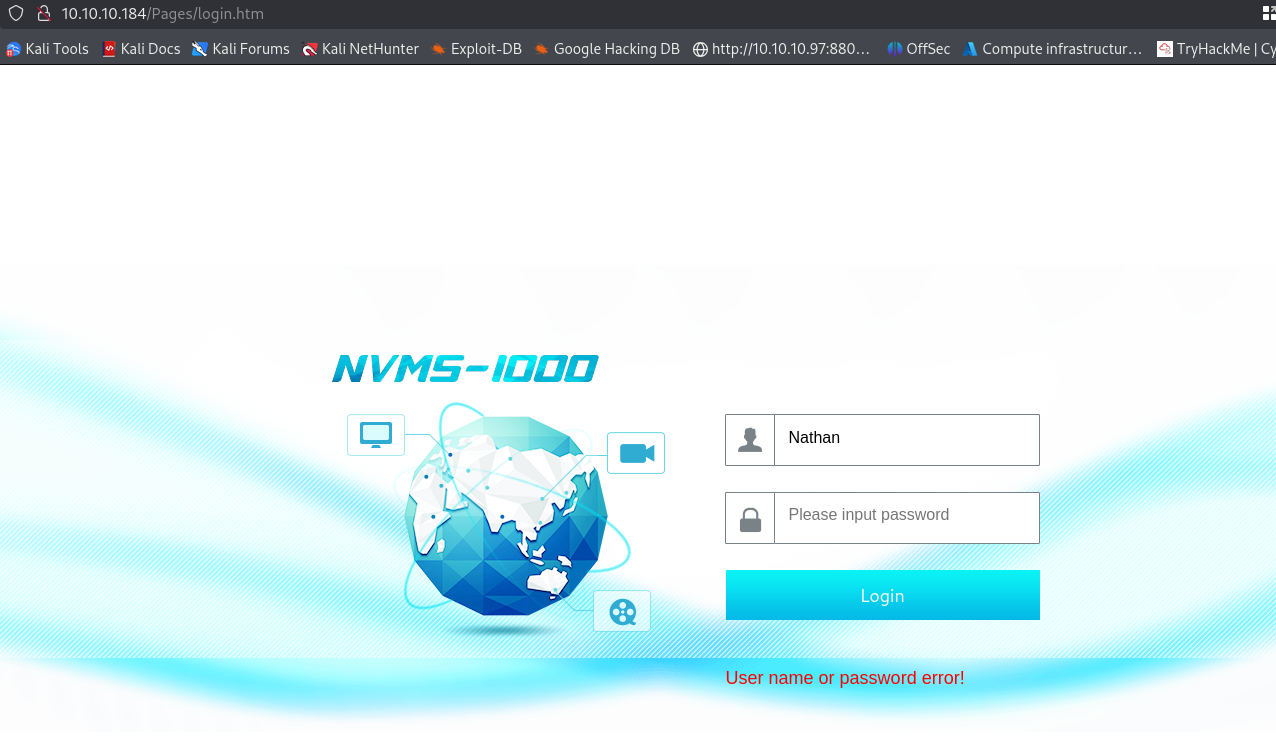 10.10.10.184/Pages/login.htm
Kali Tools Kali Docs Kali Forums Kali NetHunter Exploit-DB Google Hacking DB http://10.10.10.97:880… OffSec Compute infrastructur… TryHackMe | Cy
NVMS-1000
Nathan
Please input password
Login
User name or password error!